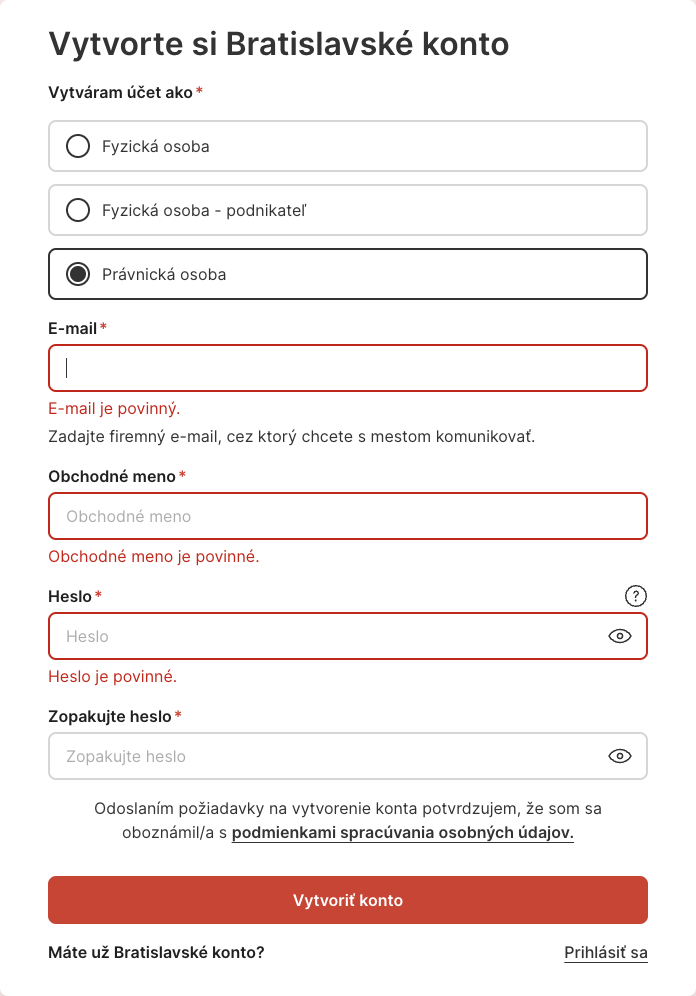 Vytvorte si Bratislavské konto
Vytváram účet ako*
Fyzická osoba
Fyzická osoba - podnikateľ
Právnická osoba
E-mail*
E-mail je povinný.
Zadajte firemný e-mail, cez ktorý chcete s mestom komunikovať.
Obchodné meno*
Obchodné meno
Obchodné meno je povinné.
Heslo* ?
Heslo
Heslo je povinné.
Zopakujte heslo*
Zopakujte heslo
Odoslaním požiadavky na vytvorenie konta potvrdzujem, že som sa
oboznámil/a s podmienkami spracúvania osobných údajov.
Vytvoriť konto
Máte už Bratislavské konto? Prihlásiť sa